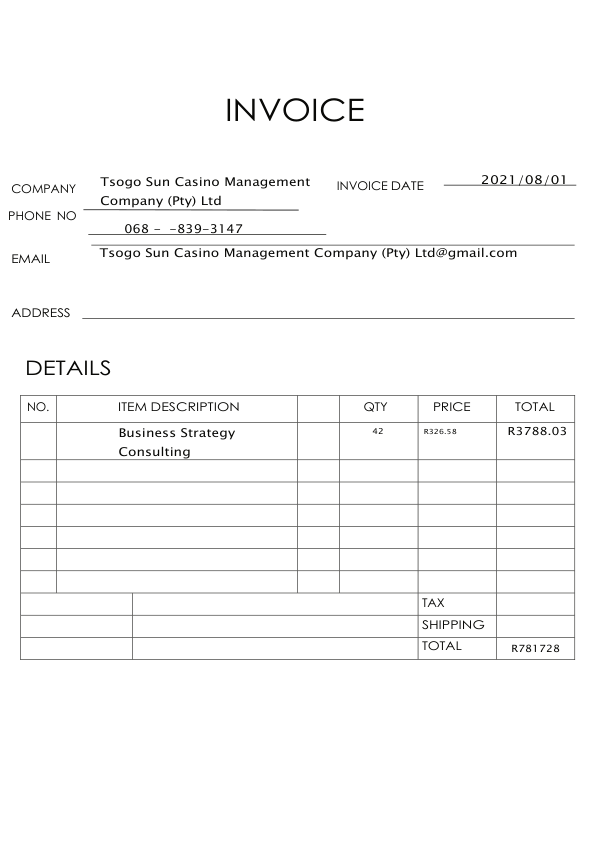 INVOICE
COMPANY Tsogo Sun Casino Management INVOICE DATE 2021/08/01
Company (Pty) Ltd
PHONE NO 068 - -839-3147
EMAIL Tsogo Sun Casino Management Company (Pty) Ltd@gmail.com
ADDRESS
DETAILS
NO. ITEM DESCRIPTION QTY PRICE TOTAL
Business Strategy 42 R326.58 R3788.03
Consulting
TAX
SHIPPING
TOTAL R781728